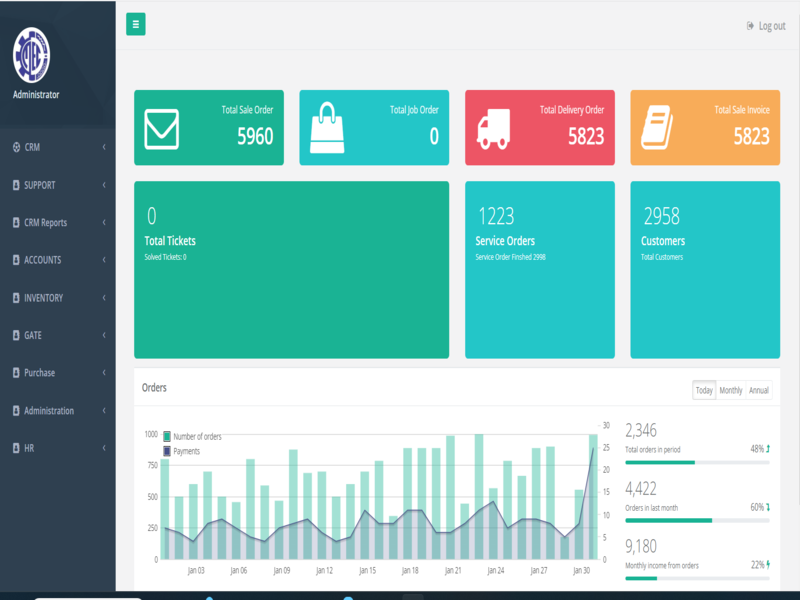 Log out
Administrator
CRM
SUPPORT
CRM Reports
ACCOUNTS
INVENTORY
GATE
Purchase
Administration
HR
Total Sale Order
5960
Total Job Order
0
Total Delivery Order
5823
Total Sale Invoice
5823
0
Total Tickets
Solved Tickets: 0
1223
Service Orders
Service Order Finshed 2998
2958
Customers
Total Customers
Orders
Today Monthly Annual
Number of orders
Payments
1000
750
500
250
0
30
25
20
15
10
5
0
Jan 03 Jan 06 Jan 09 Jan 12 Jan 15 Jan 18 Jan 21 Jan 24 Jan 27 Jan 30
2,346
Total orders in period 48%
4,422
Orders in last month 60%
9,180
Monthly income from orders 22%